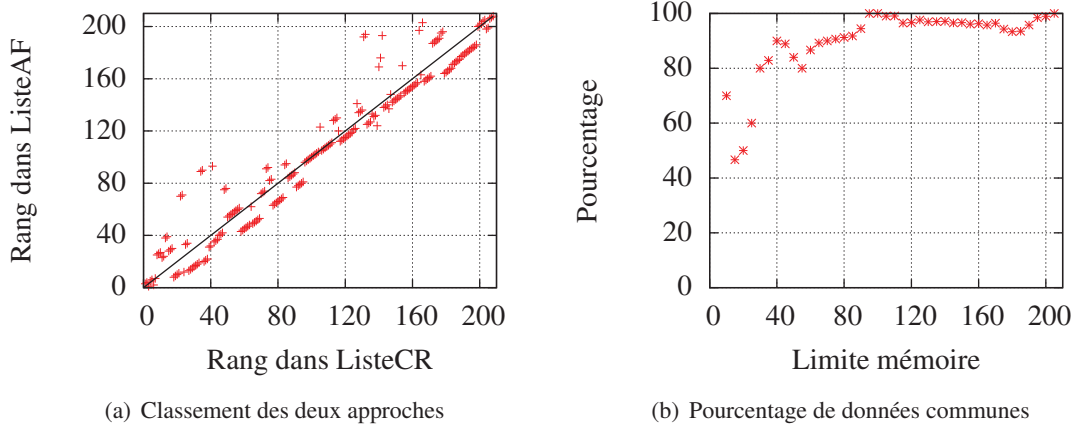 Rang dans ListeAF
200
160
120
80
40
0
0 40 80 120 160 200
Rang dans ListeCR
(a) Classement des deux approches
Pourcentage
100
80
60
40
20
0
0 40 80 120 160 200
Limite mémoire
(b) Pourcentage de données communes